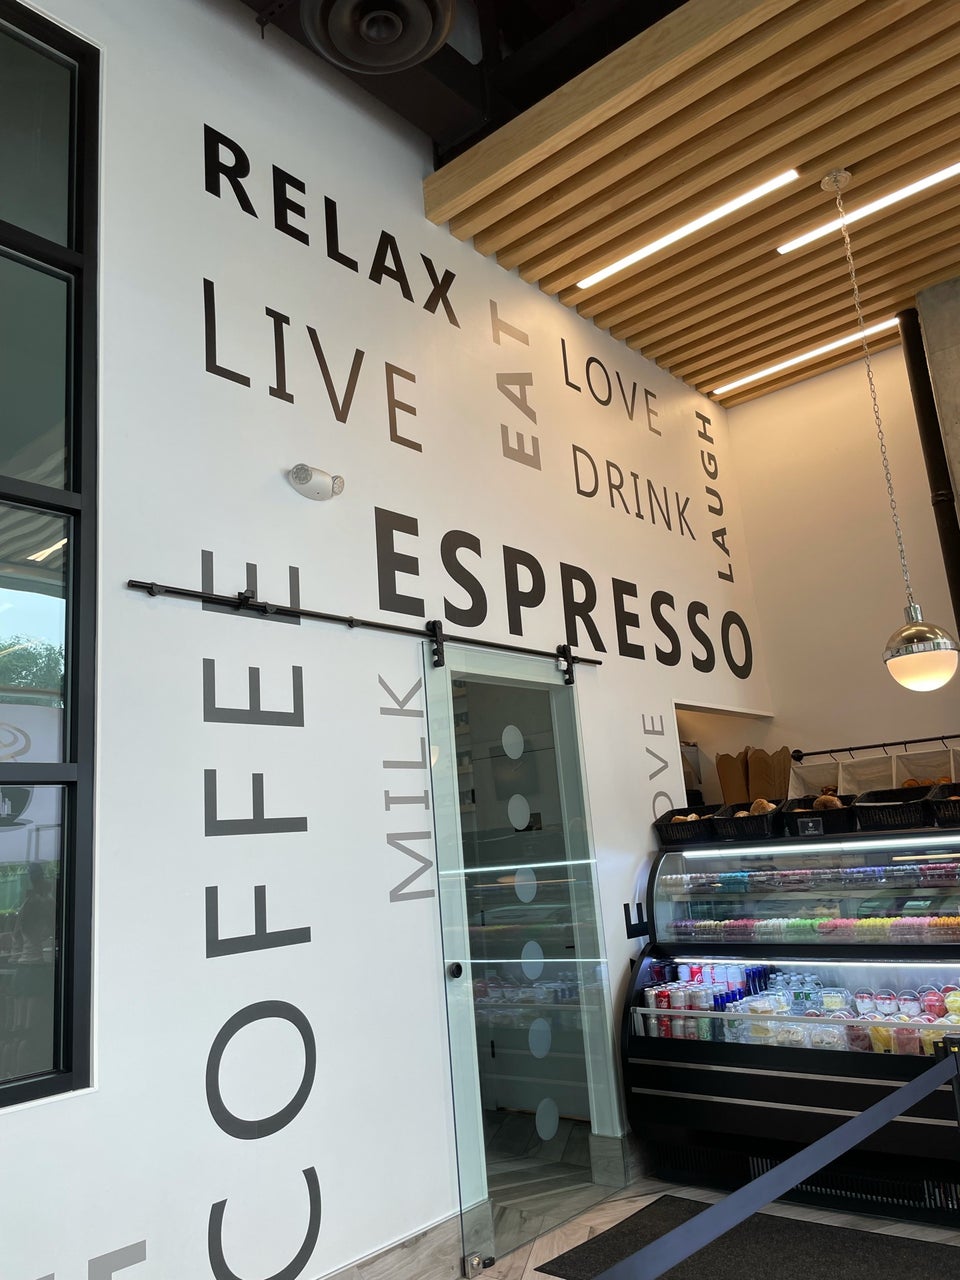 RELAX
LIVE
EAT
LOVE
DRINK
LAUGH
ESPRESSO
COFFEE
MILK